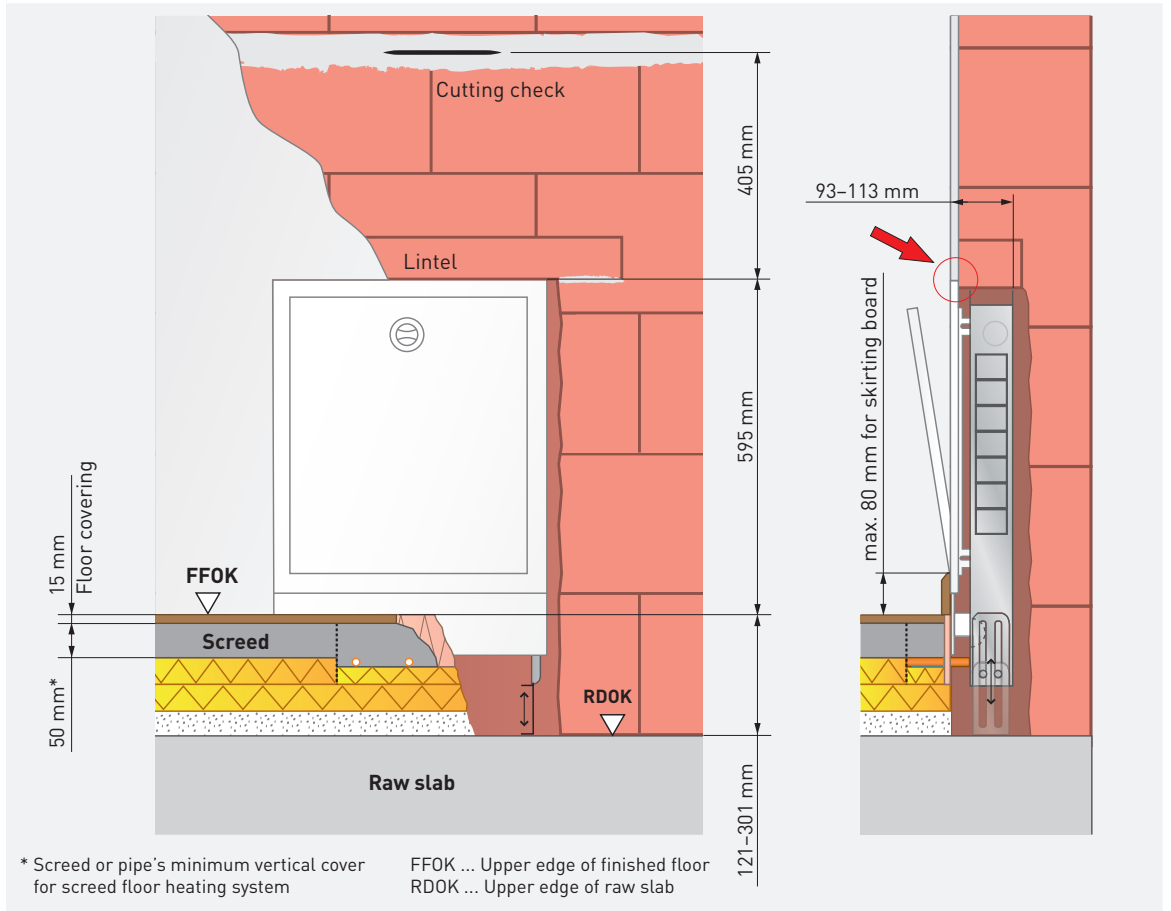 Cutting check
405 mm
93–113 mm
Lintel
max. 80 mm for skirting board
595 mm
15 mm
Floor covering
FFOK
Screed
50 mm*
RDOK
Raw slab
121–301 mm
* Screed or pipe's minimum vertical cover
for screed floor heating system
FFOK ... Upper edge of finished floor
RDOK ... Upper edge of raw slab